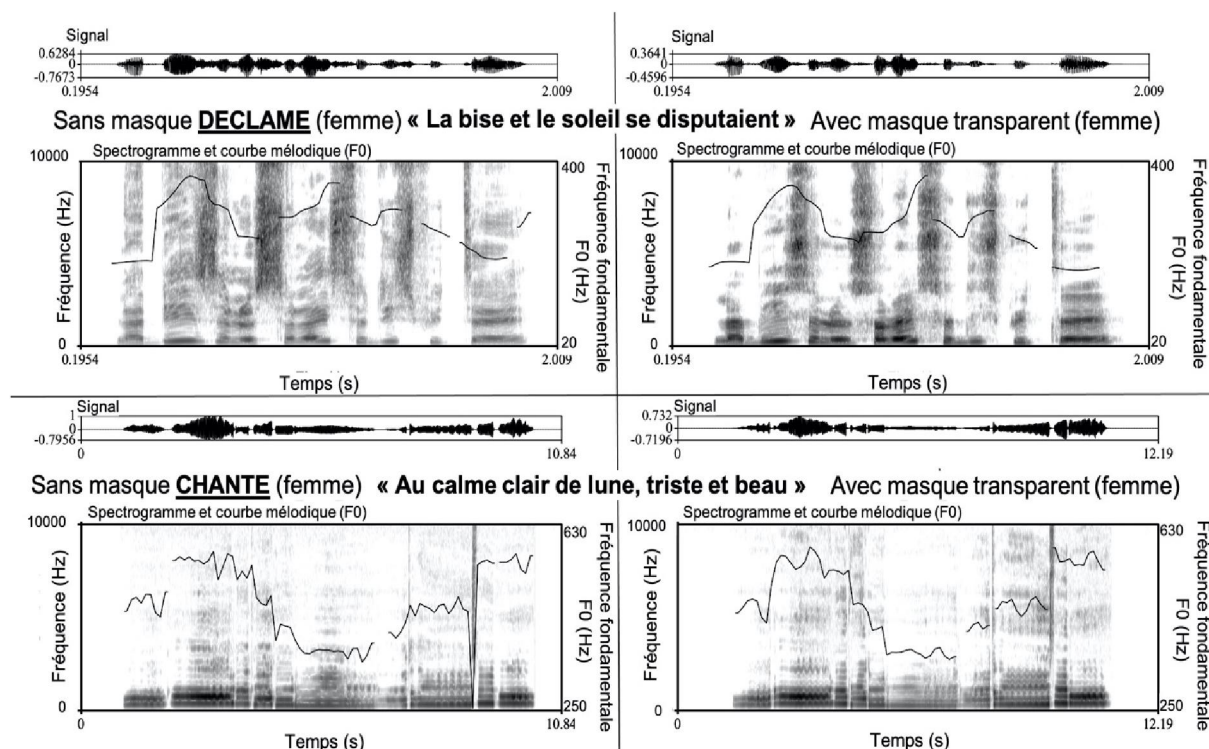 Signal
0.6284
0
-0.7673
0.1954
2.009
Signal
0.3641
0
-0.4596
0.1954
2.009
Sans masque DECLAME (femme) « La bise et le soleil se disputaient » Avec masque transparent (femme)
Spectrogramme et courbe mélodique (F0)
10000
Fréquence (Hz)
0
0.1954
2.009
Temps (s)
400
Fréquence fondamentale
F0 (Hz)
20
Spectrogramme et courbe mélodique (F0)
10000
Fréquence (Hz)
0
0.1954
2.009
Temps (s)
400
Fréquence fondamentale
F0 (Hz)
20
Signal
1
0
-0.7956
0
10.84
Signal
0.732
0
-0.7196
0
12.19
Sans masque CHANTE (femme) « Au calme clair de lune, triste et beau » Avec masque transparent (femme)
Spectrogramme et courbe mélodique (F0)
10000
Fréquence (Hz)
0
0
10.84
Temps (s)
630
Fréquence fondamentale
F0 (Hz)
250
Spectrogramme et courbe mélodique (F0)
10000
Fréquence (Hz)
0
0
12.19
Temps (s)
630
Fréquence fondamentale
F0 (Hz)
250